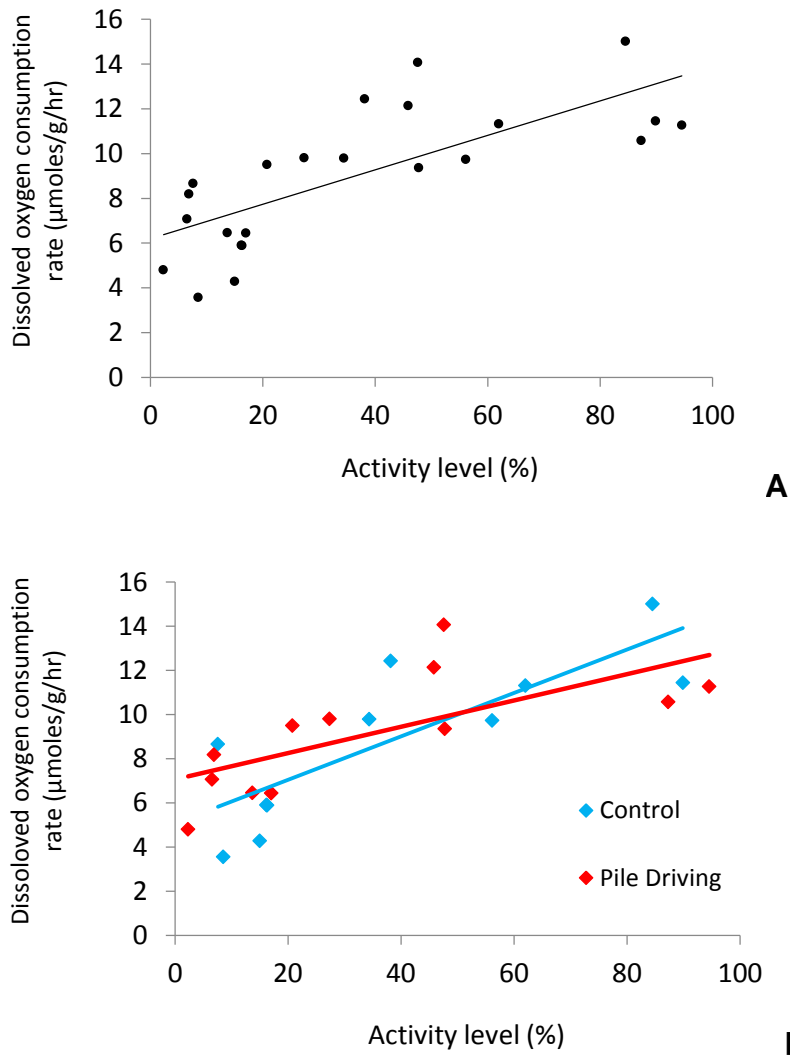 Dissolved oxygen consumption
rate (µmoles/g/hr)
16
14
12
10
8
6
4
2
0
0 20 40 60 80 100
Activity level (%)
A
Dissoloved oxygen consumption
rate (µmoles/g/hr)
16
14
12
10
8
6
4
2
0
Control
Pile Driving
0 20 40 60 80 100
Activity level (%)